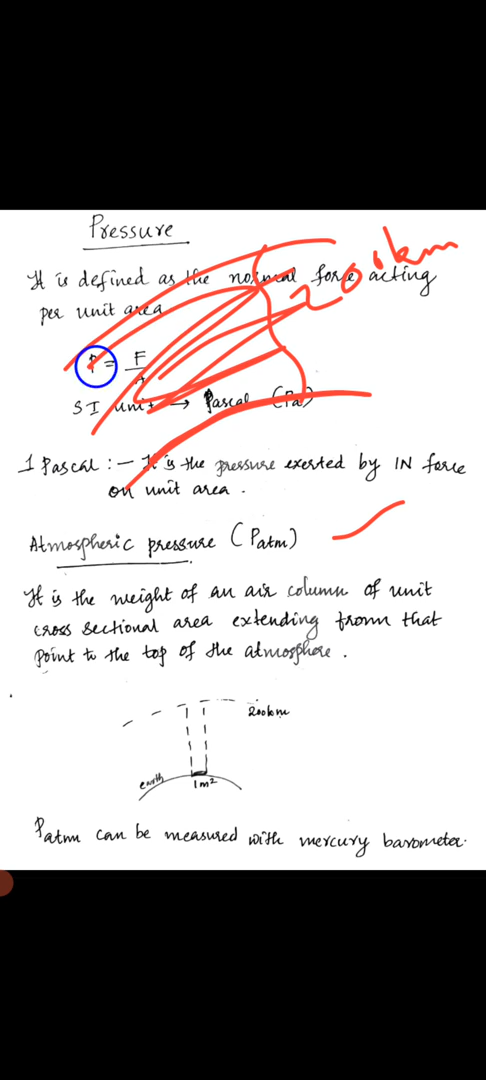 Pressure
It is defined as the normal force acting
per unit area
200km
P = F
A
SI unit → Pascal (Pa)
1 Pascal :- It is the pressure exerted by 1N force
on unit area.
Atmospheric pressure (Patm)
It is the weight of an air column of unit
cross sectional area extending from that
point to the top of the atmosphere.
200km
earth
1m²
Patm can be measured with mercury barometer.